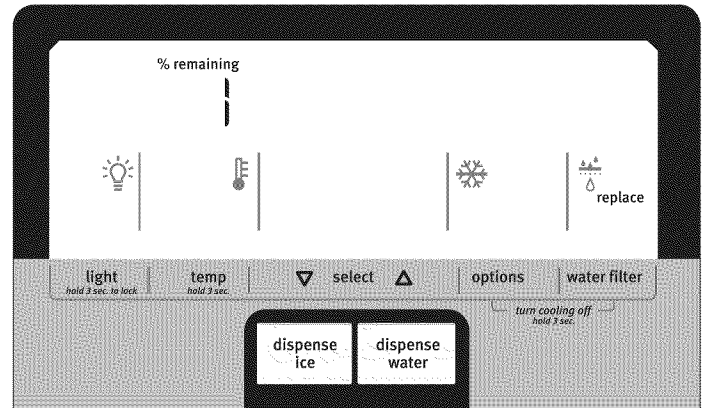 % remaining
1
replace
light temp select options water filter
hold 3 sec. to lock hold 3 sec.
turn cooling off
hold 3 sec.
dispense dispense
ice water